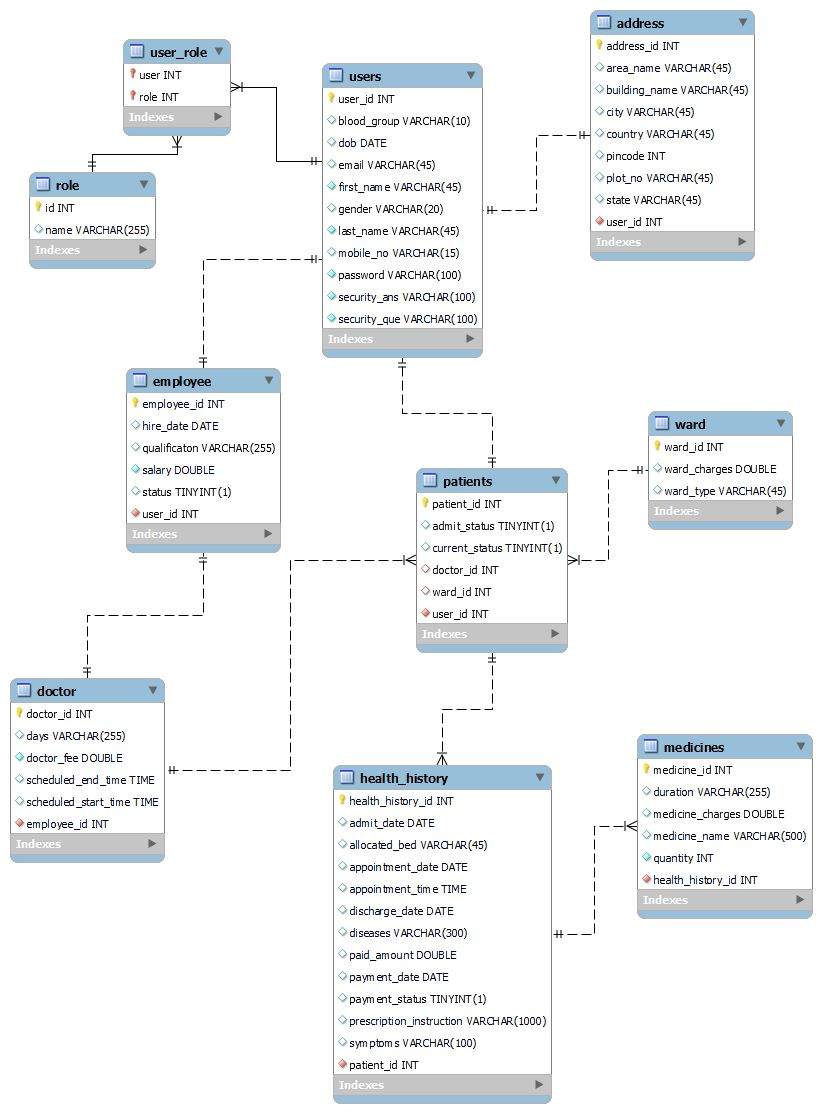 user_role
user INT
role INT
Indexes
role
id INT
name VARCHAR(255)
Indexes
users
user_id INT
blood_group VARCHAR(10)
dob DATE
email VARCHAR(45)
first_name VARCHAR(45)
gender VARCHAR(20)
last_name VARCHAR(45)
mobile_no VARCHAR(15)
password VARCHAR(100)
security_ans VARCHAR(100)
security_que VARCHAR(100)
Indexes
address
address_id INT
area_name VARCHAR(45)
building_name VARCHAR(45)
city VARCHAR(45)
country VARCHAR(45)
pincode INT
plot_no VARCHAR(45)
state VARCHAR(45)
user_id INT
Indexes
employee
employee_id INT
hire_date DATE
qualificaton VARCHAR(255)
salary DOUBLE
status TINYINT(1)
user_id INT
Indexes
patients
patient_id INT
admit_status TINYINT(1)
current_status TINYINT(1)
doctor_id INT
ward_id INT
user_id INT
Indexes
ward
ward_id INT
ward_charges DOUBLE
ward_type VARCHAR(45)
Indexes
doctor
doctor_id INT
days VARCHAR(255)
doctor_fee DOUBLE
scheduled_end_time TIME
scheduled_start_time TIME
employee_id INT
Indexes
health_history
health_history_id INT
admit_date DATE
allocated_bed VARCHAR(45)
appointment_date DATE
appointment_time TIME
discharge_date DATE
diseases VARCHAR(300)
paid_amount DOUBLE
payment_date DATE
payment_status TINYINT(1)
prescription_instruction VARCHAR(1000)
symptoms VARCHAR(100)
patient_id INT
Indexes
medicines
medicine_id INT
duration VARCHAR(255)
medicine_charges DOUBLE
medicine_name VARCHAR(500)
quantity INT
health_history_id INT
Indexes